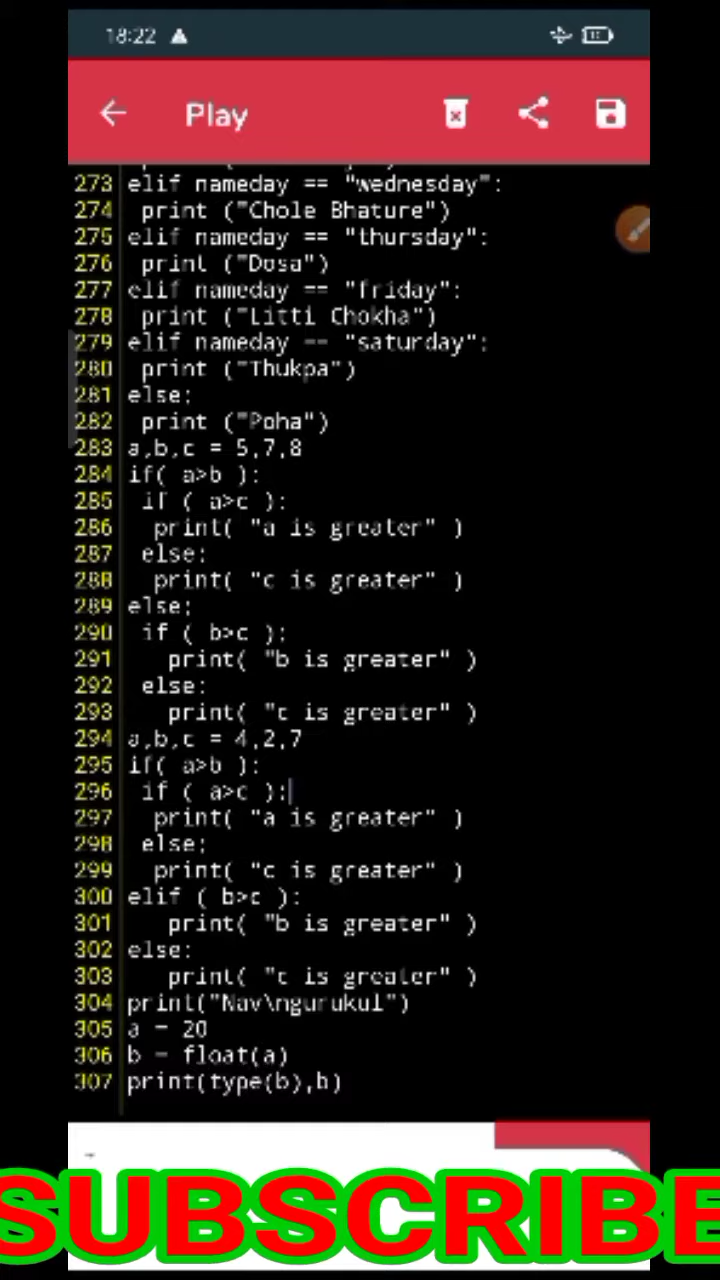 18:22
Play
273 elif nameday == "wednesday":
274 print ("Chole Bhature")
275 elif nameday == "thursday":
276 print ("Dosa")
277 elif nameday == "friday":
278 print ("Litti Chokha")
279 elif nameday == "saturday":
280 print ("Thukpa")
281 else:
282 print ("Poha")
283 a,b,c = 5,7,8
284 if( a>b ):
285 if ( a>c ):
286 print( "a is greater" )
287 else:
288 print( "c is greater" )
289 else:
290 if ( b>c ):
291 print( "b is greater" )
292 else:
293 print( "c is greater" )
294 a,b,c = 4,2,7
295 if( a>b ):
296 if ( a>c ):
297 print( "a is greater" )
298 else:
299 print( "c is greater" )
300 elif ( b>c ):
301 print( "b is greater" )
302 else:
303 print( "c is greater" )
304 print("Nav\ngurukul")
305 a = 20
306 b = float(a)
307 print(type(b),b)
SUBSCRIBE